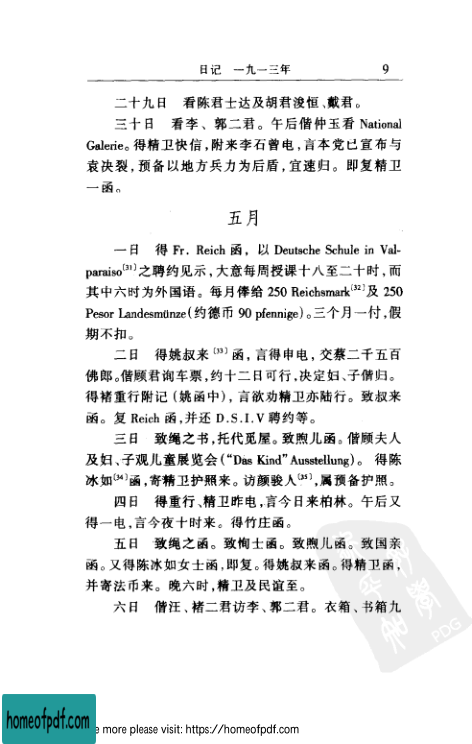 日记 一九一三年 9
二十九日 看陈君士达及胡君浚恒、戴君。
三十日 看李、郭二君。午后偕仲玉看 National
Galerie。得精卫快信,附来李石曾电,言本党已宣布与
袁决裂,预备以地方兵力为后盾,宜速归。即复精卫
一函。
五月
一日 得 Fr. Reich 函, 以 Deutsche Schule in Val-
paraiso[31]之聘约见示,大意每周授课十八至二十时,而
其中六时为外国语。每月俸给 250 Reichsmark[32]及 250
Pesor Landesmünze(约德币 90 pfennige)。三个月一付,假
期不扣。
二日 得姚叔来[33]函,言得申电,交蔡二千五百
佛郎。偕顾君询车票,约十二日可行,决定妇、子偕归。
得褚重行附记(姚函中),言欲劝精卫亦陆行。致叔来
函。复 Reich 函,并还 D.S.I.V 聘约等。
三日 致绳之书,托代觅屋。致煦儿函。偕顾夫人
及妇、子观儿童展览会(“Das Kind” Ausstellung)。得陈
冰如[34]函,寄精卫护照来。访颜骏人[35],属预备护照。
四日 得重行、精卫昨电,言今日来柏林。午后又
得一电,言今夜十时来。得竹庄函。
五日 致绳之函。致恂士函。致煦儿函。致国亲
函。又得陈冰如女士函,即复。得姚叔来函。得精卫函,
并寄法币来。晚六时,精卫及民谊至。
六日 偕汪、褚二君访李、郭二君。衣箱、书箱九
homeofpdf.com
e more please visit: https://homeofpdf.com
PDG